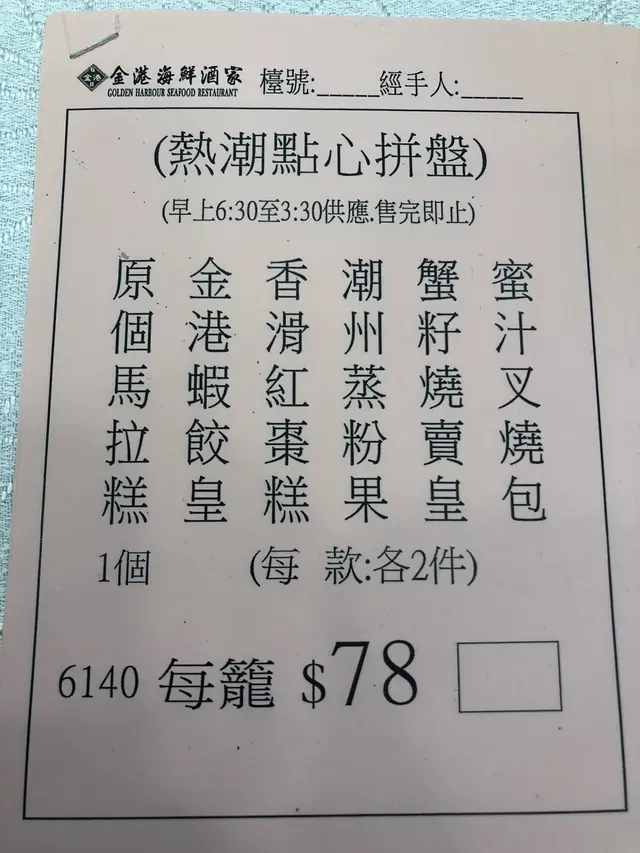 金港海鮮酒家 檯號:_____經手人:_____
GOLDEN HARBOUR SEAFOOD RESTAURANT
(熱潮點心拼盤)
(早上6:30至3:30供應.售完即止)
蜜汁叉燒包
蟹籽燒賣皇
潮州蒸粉果
香滑紅棗糕
金港蝦餃皇
原個馬拉糕
1個 (每 款:各2件)
6140 每籠 $78